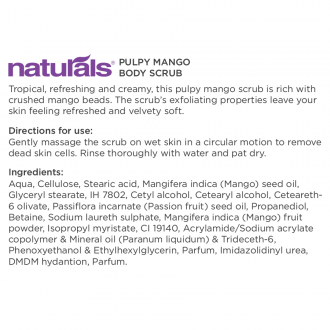 naturals® PULPY MANGO
BODY SCRUB
Tropical, refreshing and creamy, this pulpy mango scrub is rich with
crushed mango beads. The scrub's exfoliating properties leave your
skin feeling refreshed and velvety soft.
Directions for use:
Gently massage the scrub on wet skin in a circular motion to remove
dead skin cells. Rinse thoroughly with water and pat dry.
Ingredients:
Aqua, Cellulose, Stearic acid, Mangifera indica (Mango) seed oil,
Glyceryl stearate, IH 7802, Cetyl alcohol, Cetearyl alcohol, Ceteareth-
6 olivate, Passiflora incarnate (Passion fruit) seed oil, Propanediol,
Betaine, Sodium laureth sulphate, Mangifera indica (Mango) fruit
powder, Isopropyl myristate, CI 19140, Acrylamide/Sodium acrylate
copolymer & Mineral oil (Paranum liquidum) & Trideceth-6,
Phenoxyethanol & Ethylhexylglycerin, Parfum, Imidazolidinyl urea,
DMDM hydantion, Parfum.